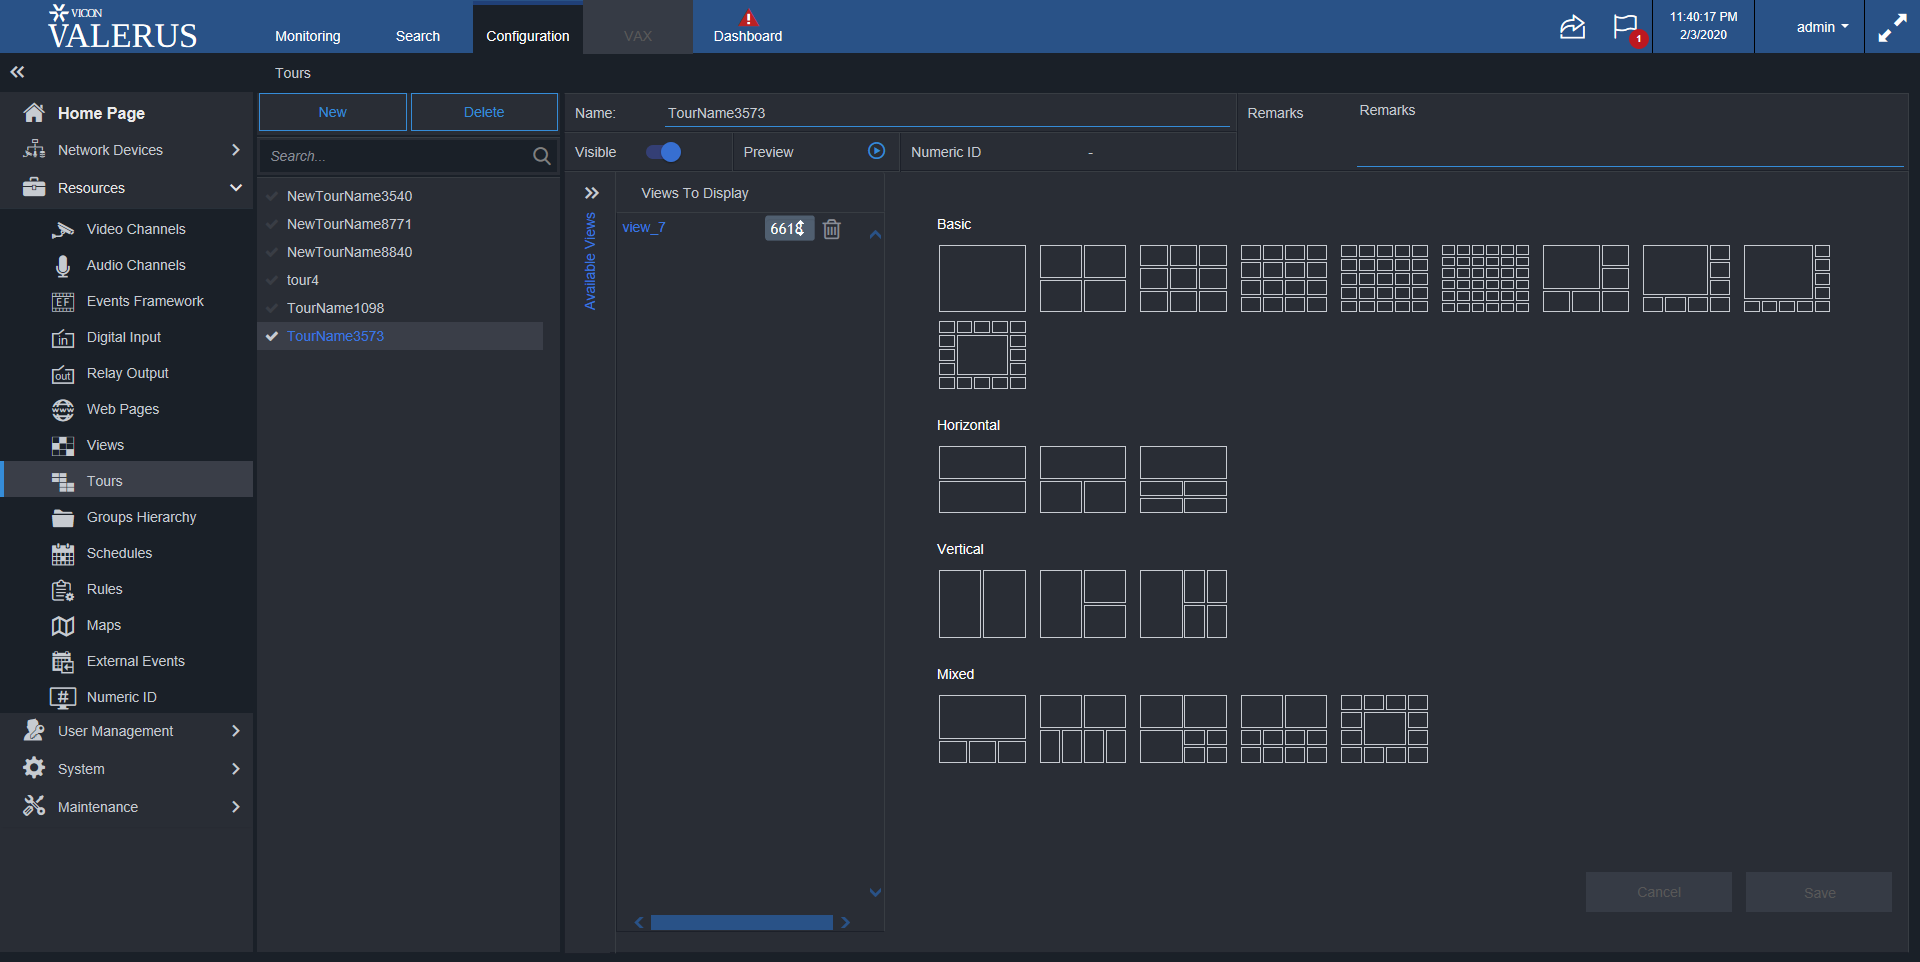 VICON
VALERUS
Monitoring
Search
Configuration
VAX
Dashboard
1
11:40:17 PM
2/3/2020
admin
Tours
Home Page
Network Devices
Resources
Video Channels
Audio Channels
EF
Events Framework
in
Digital Input
out
Relay Output
www
Web Pages
Views
Tours
Groups Hierarchy
Schedules
Rules
Maps
External Events
#
Numeric ID
User Management
System
Maintenance
New
Delete
Search...
NewTourName3540
NewTourName8771
NewTourName8840
tour4
TourName1098
TourName3573
Name:
TourName3573
Remarks
Remarks
Visible
Preview
Numeric ID
-
Available Views
Views To Display
view_7
6618
Basic
Horizontal
Vertical
Mixed
Cancel
Save